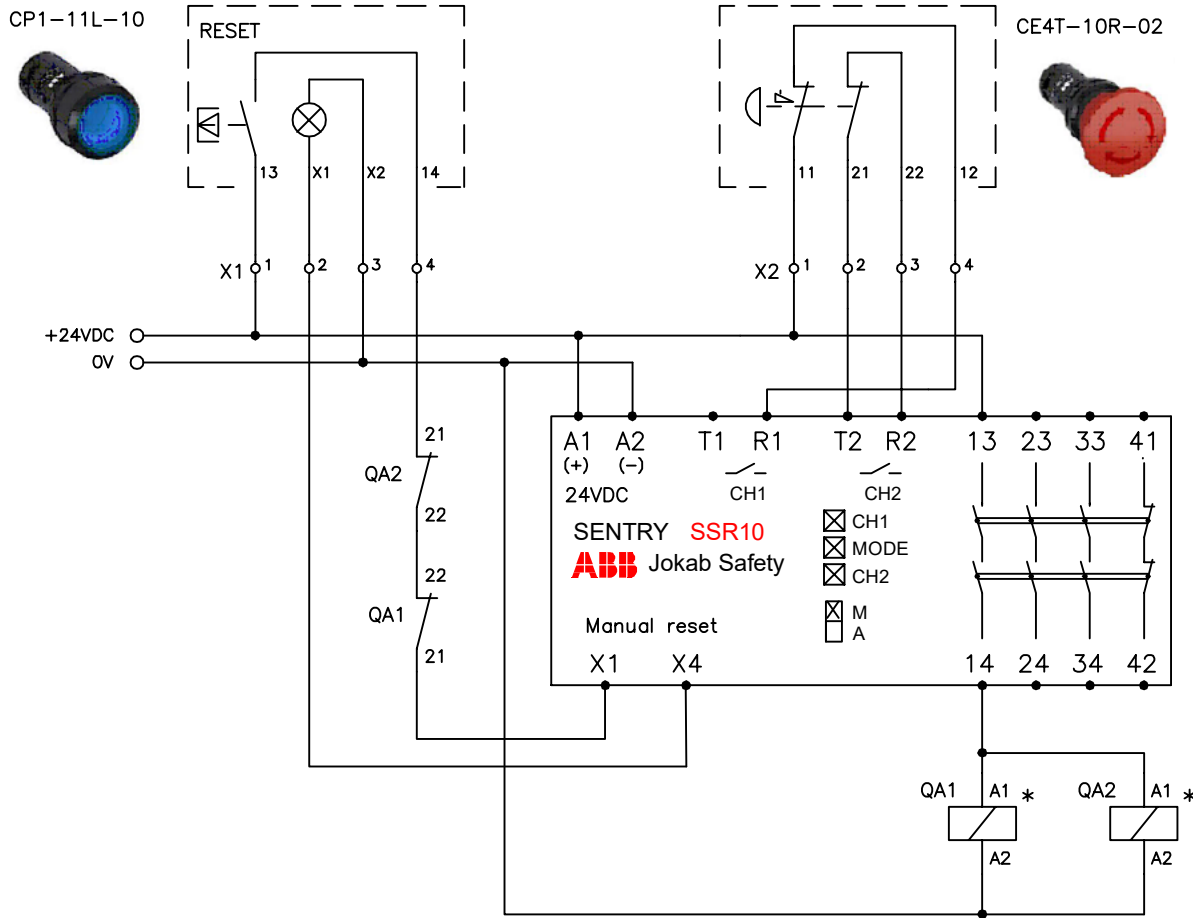 CP1-11L-10
RESET
CE4T-10R-02
13 X1 X2 14
11 21 22 12
X1 1 2 3 4
X2 1 2 3 4
+24VDC
0V
21
QA2
22
22
QA1
21
A1 A2 T1 R1 T2 R2 13 23 33 41
(+) (-)
24VDC
CH1
CH2
SENTRY SSR10
ABB Jokab Safety
CH1
MODE
CH2
M
A
Manual reset
X1 X4 14 24 34 42
QA1 A1 *
A2
QA2 A1 *
A2